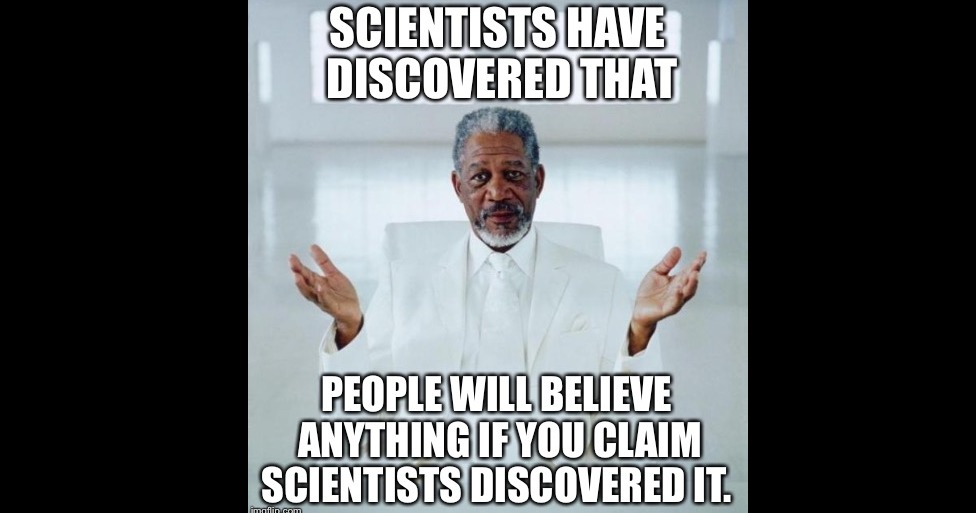 SCIENTISTS HAVE
DISCOVERED THAT
PEOPLE WILL BELIEVE
ANYTHING IF YOU CLAIM
SCIENTISTS DISCOVERED IT.
imgflip.com